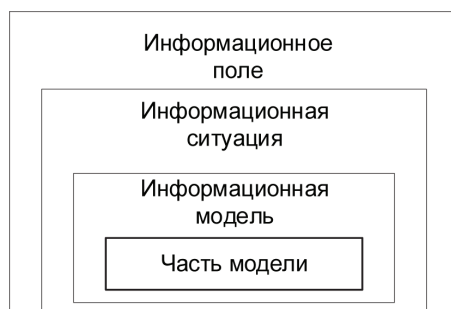 Информационное
поле
Информационная
ситуация
Информационная
модель
Часть модели